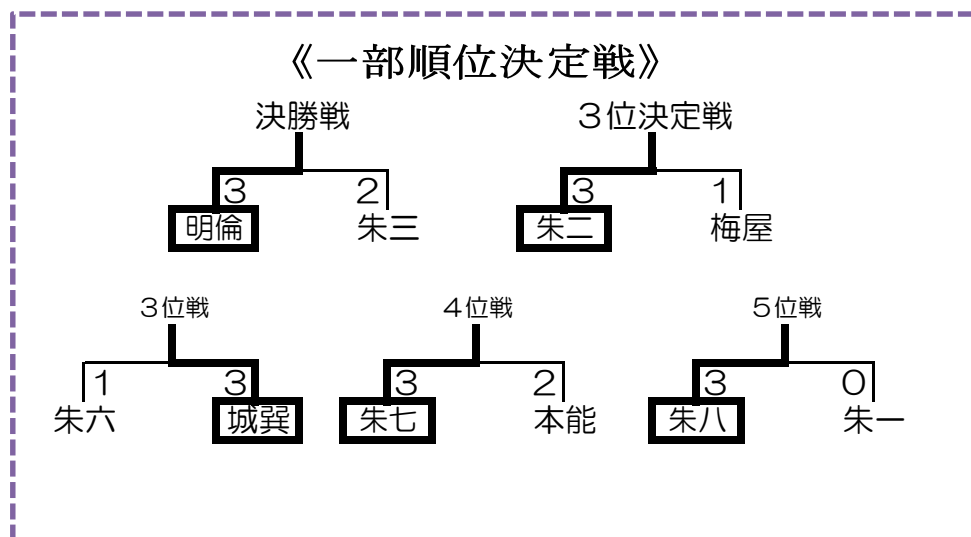 《一部順位決定戦》
決勝戦 ３位決定戦
3 2 3 1
明倫 朱三 朱二 梅屋
３位戦 ４位戦 ５位戦
1 3 3 2 3 0
朱六 城巽 朱七 本能 朱八 朱一